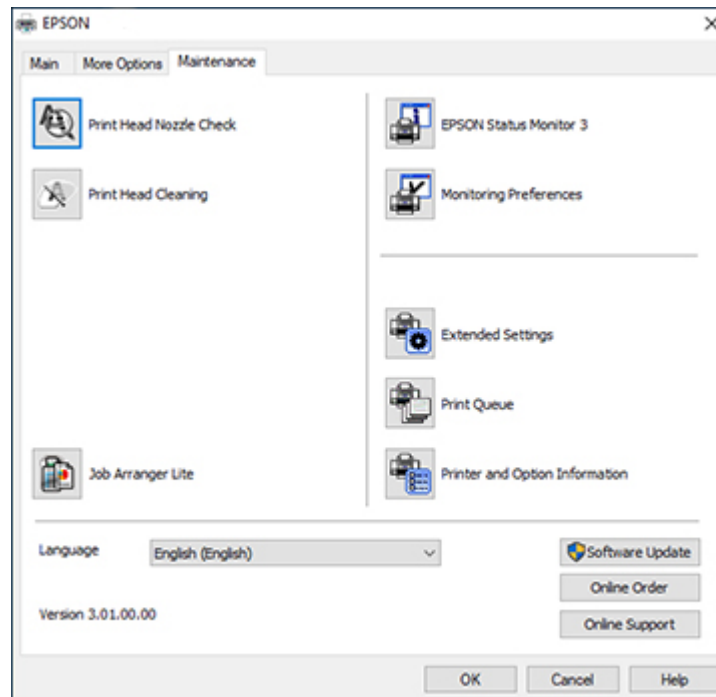 EPSON
Main More Options Maintenance
Print Head Nozzle Check
Print Head Cleaning
Job Arranger Lite
EPSON Status Monitor 3
Monitoring Preferences
Extended Settings
Print Queue
Printer and Option Information
Language English (English)
Version 3.01.00.00
Software Update
Online Order
Online Support
OK Cancel Help